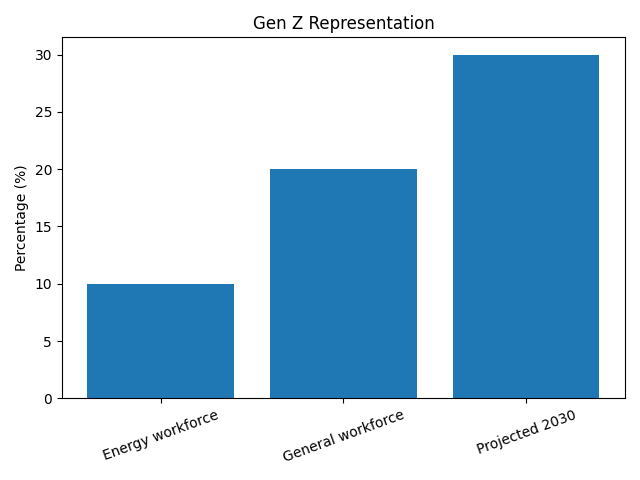 Gen Z Representation
Percentage (%)
30
25
20
15
10
5
0
Energy workforce
General workforce
Projected 2030